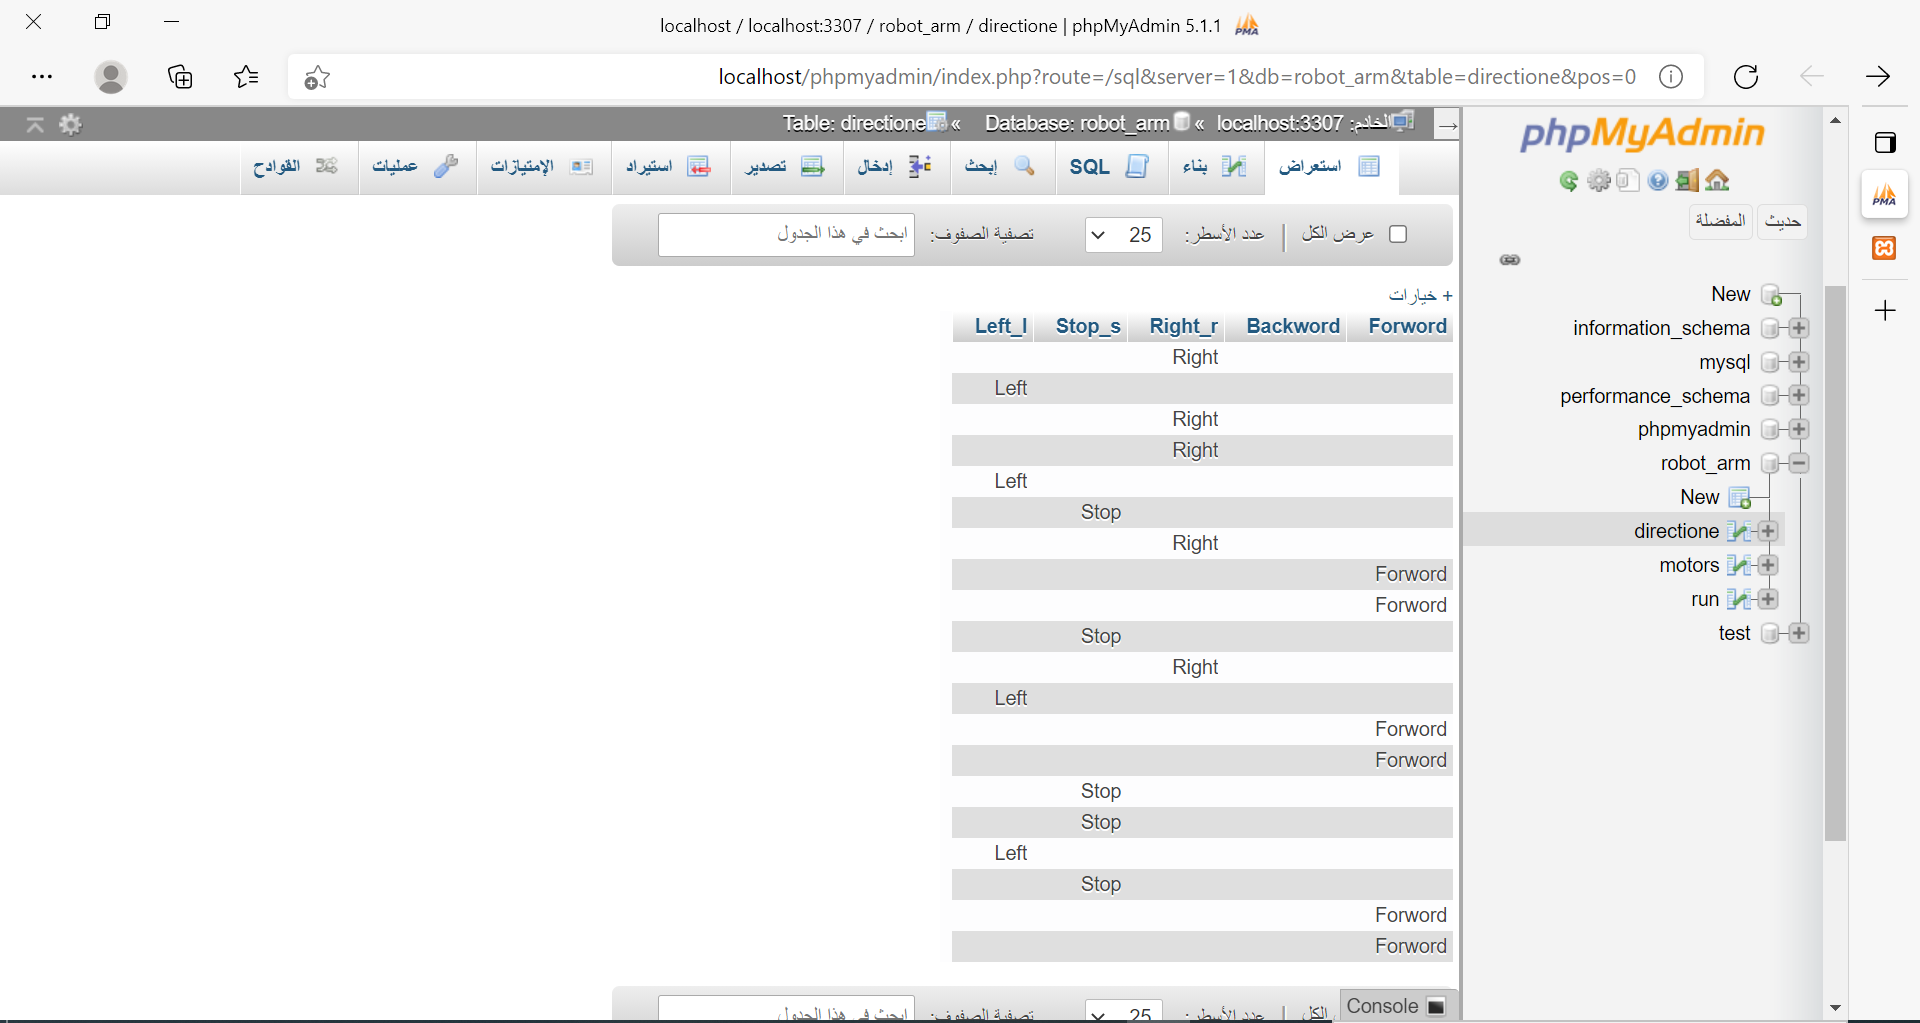 localhost / localhost:3307 / robot_arm / directione | phpMyAdmin 5.1.1
localhost/phpmyadmin/index.php?route=/sql&server=1&db=robot_arm&table=directione&pos=0
الخادم: localhost:3307 » Database: robot_arm » Table: directione
استعراض بناء SQL إبحث إدخال تصدير استيراد الإمتيازات عمليات القوادح
عرض الكل | عدد الأسطر: 25 تصفية الصفوف: ابحث في هذا الجدول
+ خيارات
Forword Backword Right_r Stop_s Left_l
Right
Left
Right
Right
Left
Stop
Right
Forword
Forword
Stop
Right
Left
Forword
Forword
Stop
Stop
Left
Stop
Forword
Forword
الكل | عدد الأسطر: 25 تصفية الصفوف: ابحث في هذا الجدول
Console
phpMyAdmin
حديث المفضلة
New
information_schema
mysql
performance_schema
phpmyadmin
robot_arm
New
directione
motors
run
test
PMA